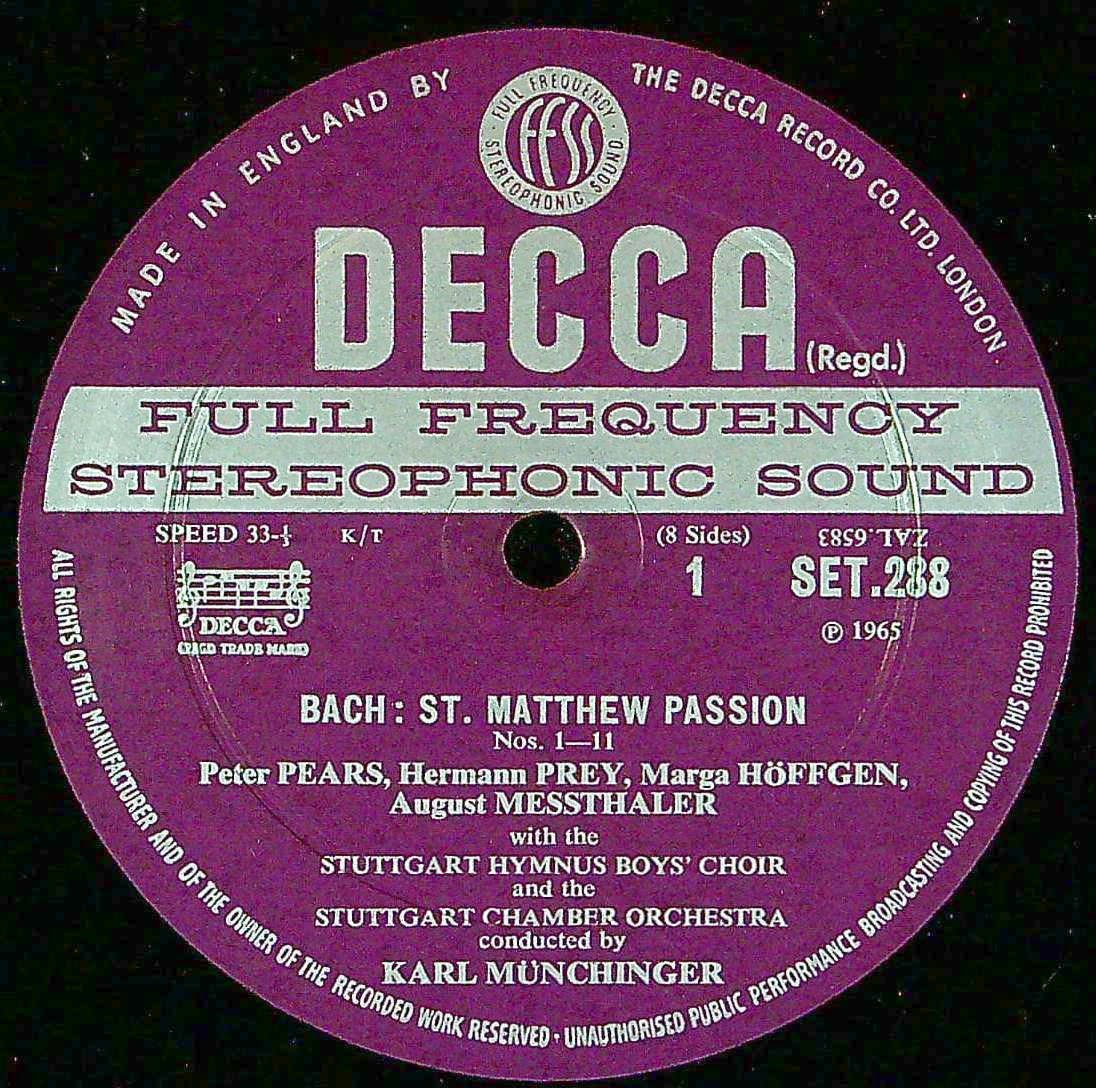 MADE IN ENGLAND BY
THE DECCA RECORD CO. LTD. LONDON
FULL FREQUENCY
ffss
STEREOPHONIC SOUND
DECCA (Regd.)
FULL FREQUENCY
STEREOPHONIC SOUND
SPEED 33-⅓ K/T (8 Sides) ZAL.6583
1 SET.288
DECCA
(REGD TRADE MARK)
℗ 1965
BACH: ST. MATTHEW PASSION
Nos. 1—11
Peter PEARS, Hermann PREY, Marga HÖFFGEN,
August MESSTHALER
with the
STUTTGART HYMNUS BOYS' CHOIR
and the
STUTTGART CHAMBER ORCHESTRA
conducted by
KARL MÜNCHINGER
ALL RIGHTS OF THE MANUFACTURER AND OF THE OWNER OF THE RECORDED WORK RESERVED · UNAUTHORISED PUBLIC PERFORMANCE BROADCASTING AND COPYING OF THIS RECORD PROHIBITED